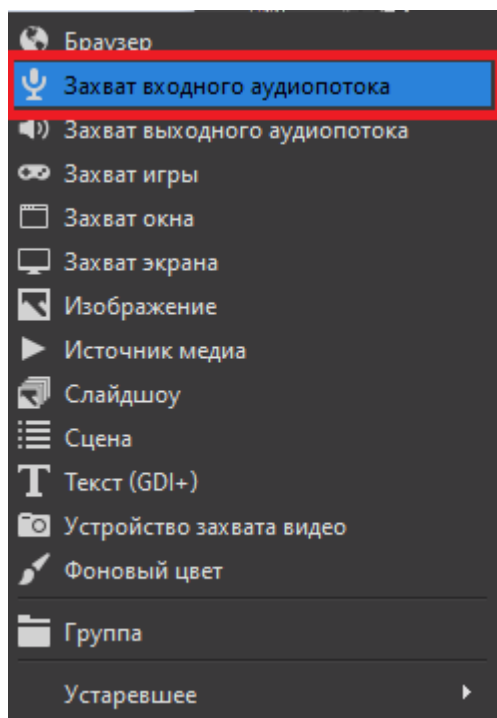 Браузер
Захват входного аудиопотока
Захват выходного аудиопотока
Захват игры
Захват окна
Захват экрана
Изображение
Источник медиа
Слайдшоу
Сцена
Текст (GDI+)
Устройство захвата видео
Фоновый цвет
Группа
Устаревшее